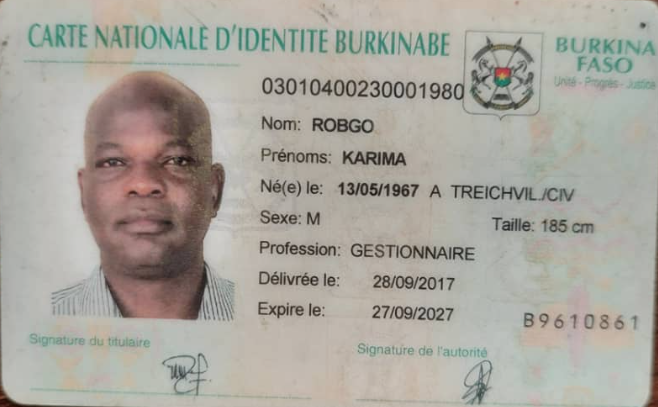 CARTE NATIONALE D'IDENTITE BURKINABE
BURKINA
FASO
Unité - Progrès - Justice
03010400230001980
Nom: ROBGO
Prénoms: KARIMA
Né(e) le: 13/05/1967 A TREICHVIL./CIV
Sexe: M
Taille: 185 cm
Profession: GESTIONNAIRE
Délivrée le: 28/09/2017
Expire le: 27/09/2027
B9610861
Signature du titulaire
Signature de l'autorité